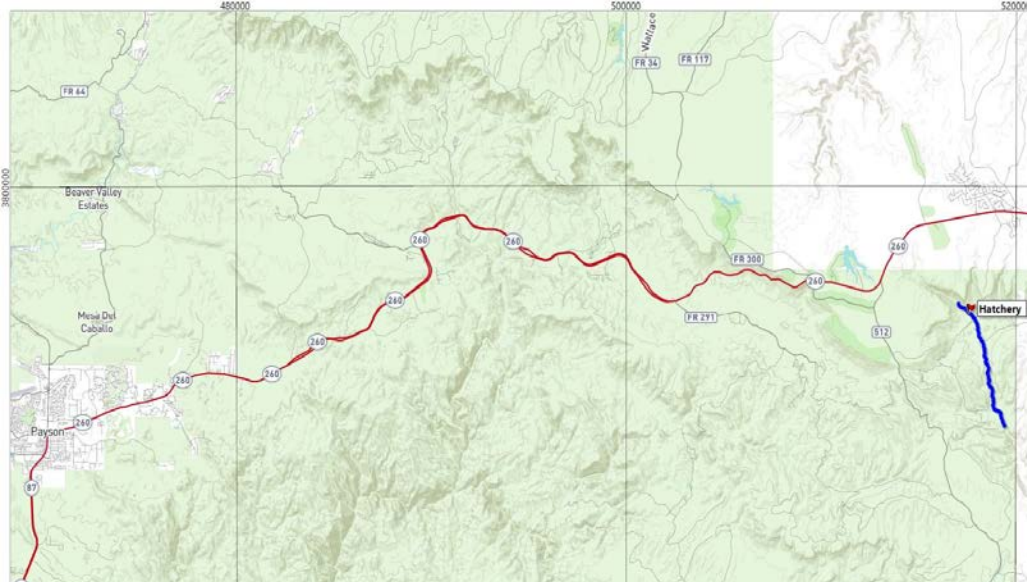 480000
500000
520000
Wallace
FR 34
FR 117
FR 64
3800000
Beaver Valley
Estates
260
260
260
FR 300
260
260
Hatchery
Mesa Del
Caballo
FR 291
512
260
260
260
260
Payson
87